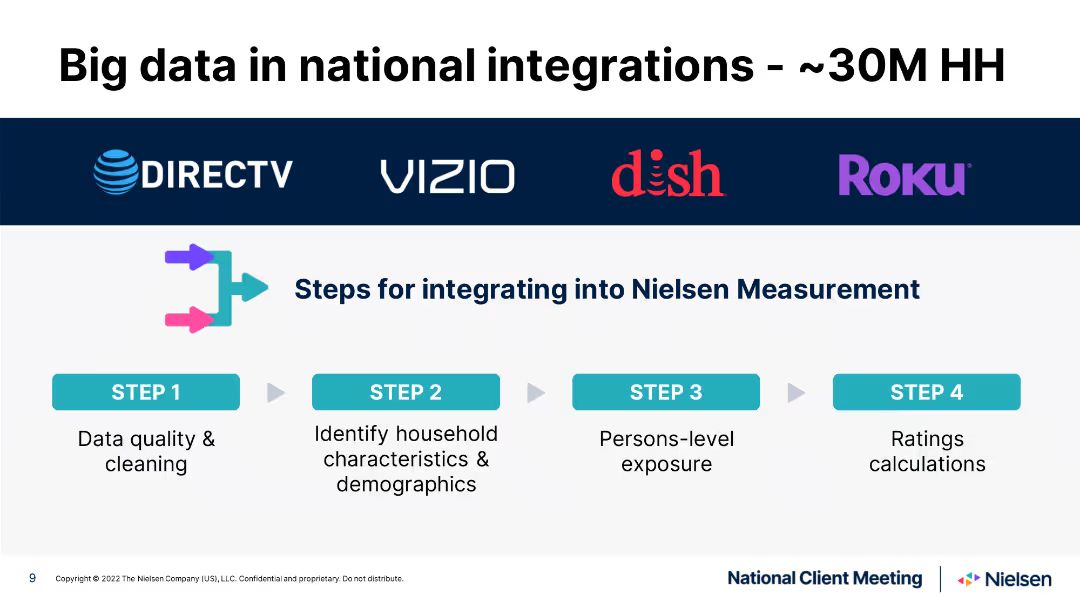 Big data in national integrations - ~30M HH
DIRECTV
VIZIO
dish
ROKU
Steps for integrating into Nielsen Measurement
STEP 1
Data quality &
cleaning
STEP 2
Identify household
characteristics &
demographics
STEP 3
Persons-level
exposure
STEP 4
Ratings
calculations
9
Copyright © 2022 The Nielsen Company (US), LLC. Confidential and proprietary. Do not distribute.
National Client Meeting
Nielsen